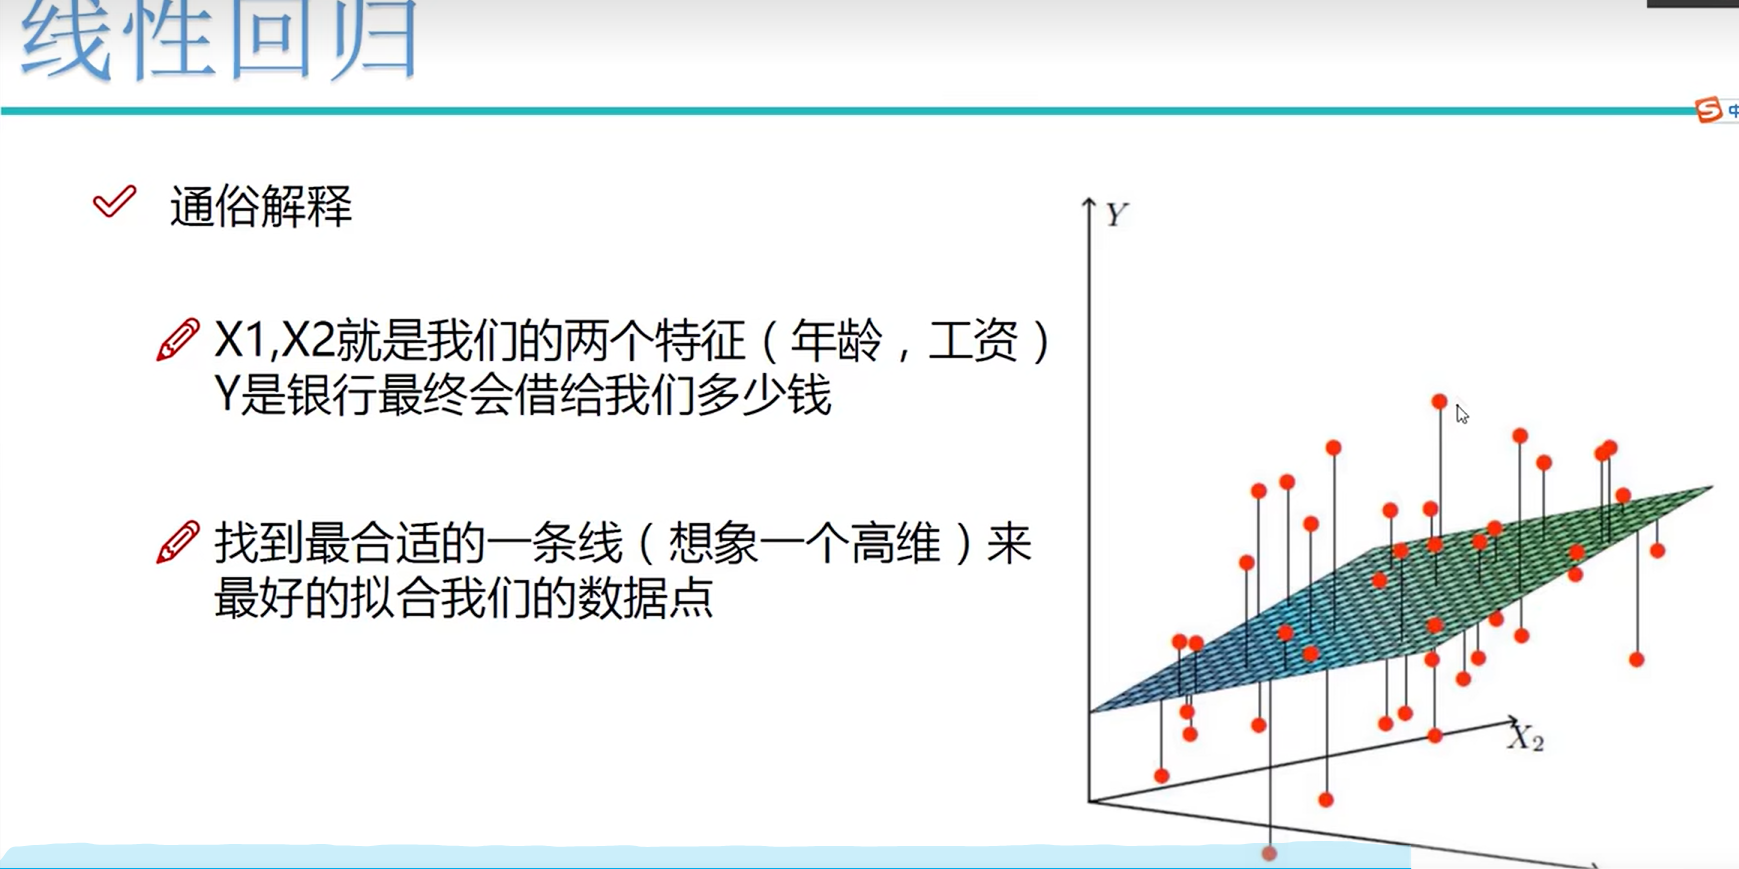 线性回归
中
通俗解释
X1,X2就是我们的两个特征（年龄，工资）
Y是银行最终会借给我们多少钱
找到最合适的一条线（想象一个高维）来
最好的拟合我们的数据点
Y
X₂